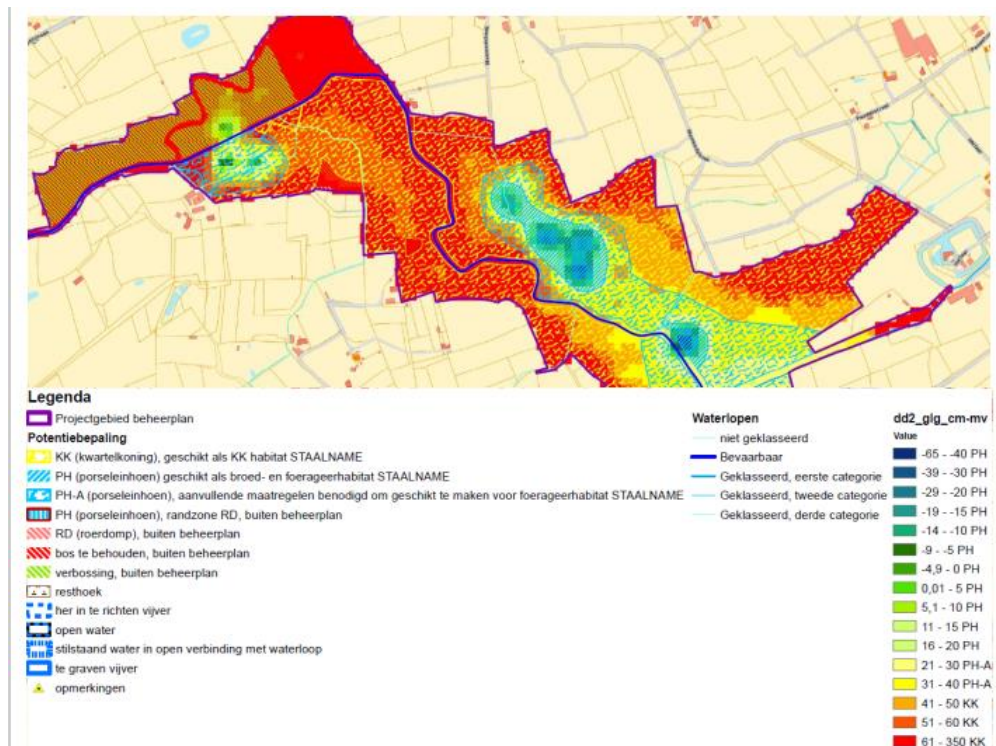 Legenda
Projectgebied beheerplan
Potentiebepaling
KK (kwartelkoning), geschikt als KK habitat STAALNAME
PH (porseleinhoen) geschikt als broed- en foerageerhabitat STAALNAME
PH-A (porseleinhoen), aanvullende maatregelen benodigd om geschikt te maken voor foerageerhabitat STAALNAME
PH (porseleinhoen), randzone RD, buiten beheerplan
RD (roerdomp), buiten beheerplan
bos te behouden, buiten beheerplan
verbossing, buiten beheerplan
resthoek
her in te richten vijver
open water
stilstaand water in open verbinding met waterloop
te graven vijver
opmerkingen
Waterlopen
niet geklasseerd
Bevaarbaar
Geklasseerd, eerste categorie
Geklasseerd, tweede categorie
Geklasseerd, derde categorie
dd2_glg_cm-mv
Value
-65 - -40 PH
-39 - -30 PH
-29 - -20 PH
-19 - -15 PH
-14 - -10 PH
-9 - -5 PH
-4,9 - 0 PH
0,01 - 5 PH
5,1 - 10 PH
11 - 15 PH
16 - 20 PH
21 - 30 PH-A
31 - 40 PH-A
41 - 50 KK
51 - 60 KK
61 - 350 KK